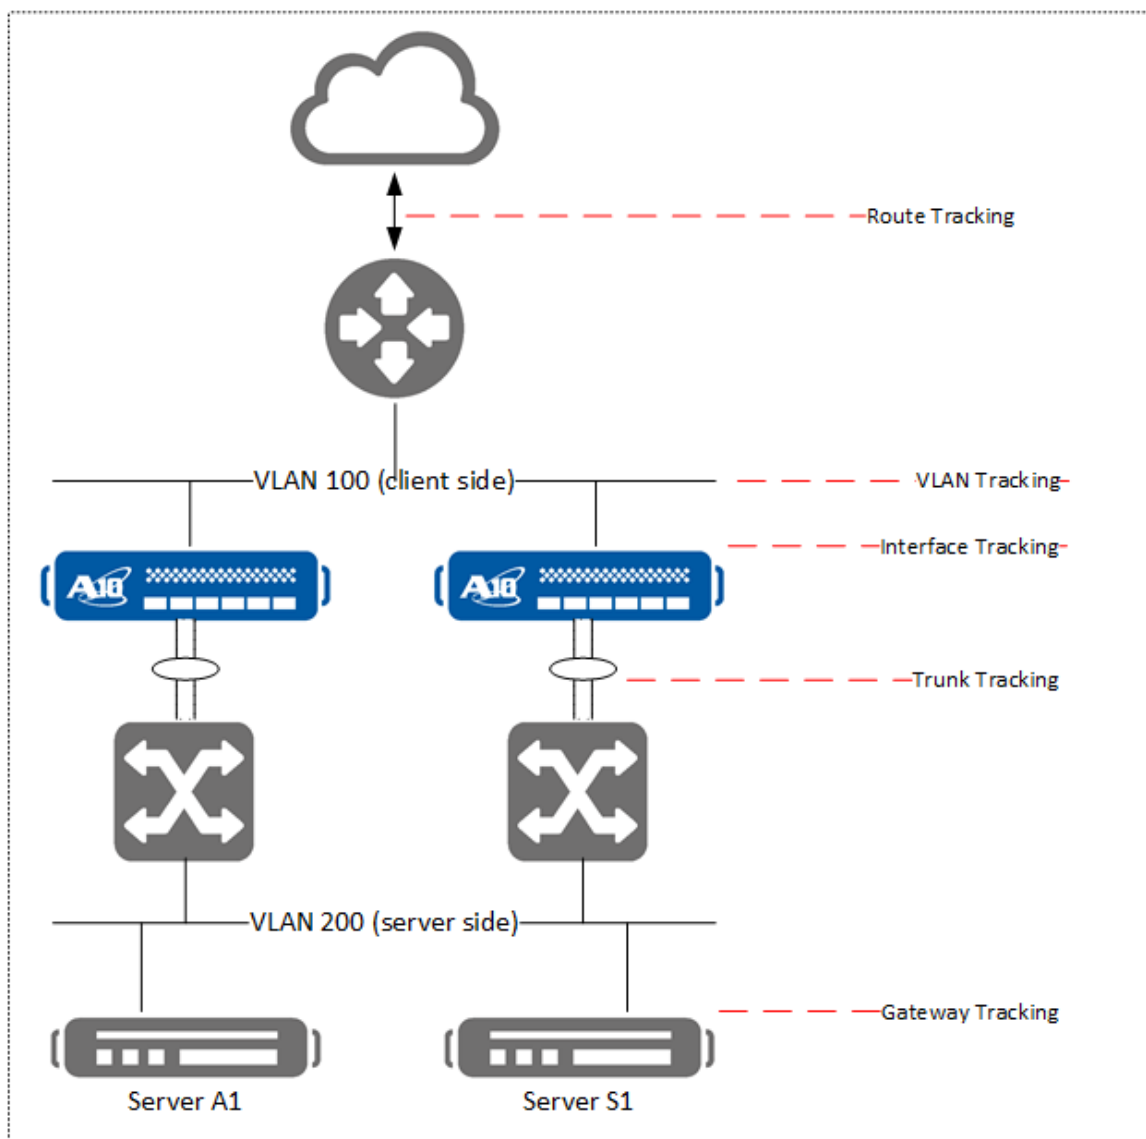 Route Tracking
VLAN 100 (client side)
VLAN Tracking
Interface Tracking
A10
A10
Trunk Tracking
VLAN 200 (server side)
Gateway Tracking
Server A1
Server S1